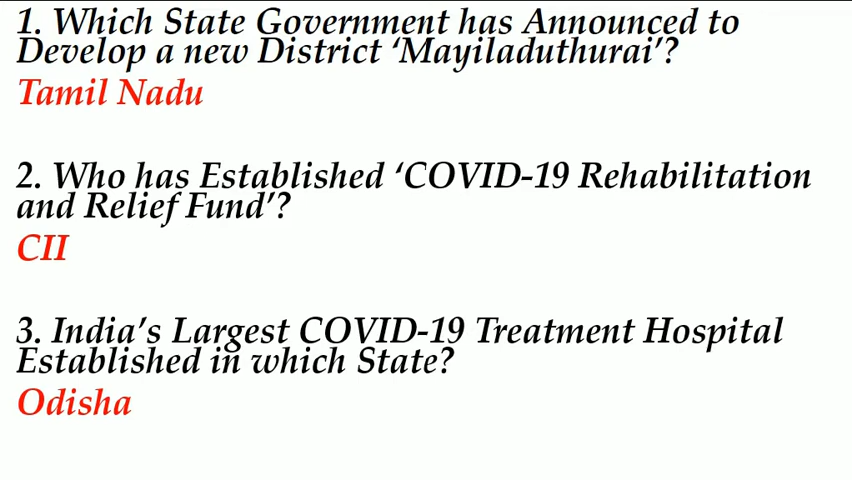 1. Which State Government has Announced to
Develop a new District ‘Mayiladuthurai’?
Tamil Nadu
2. Who has Established ‘COVID-19 Rehabilitation
and Relief Fund’?
CII
3. India’s Largest COVID-19 Treatment Hospital
Established in which State?
Odisha